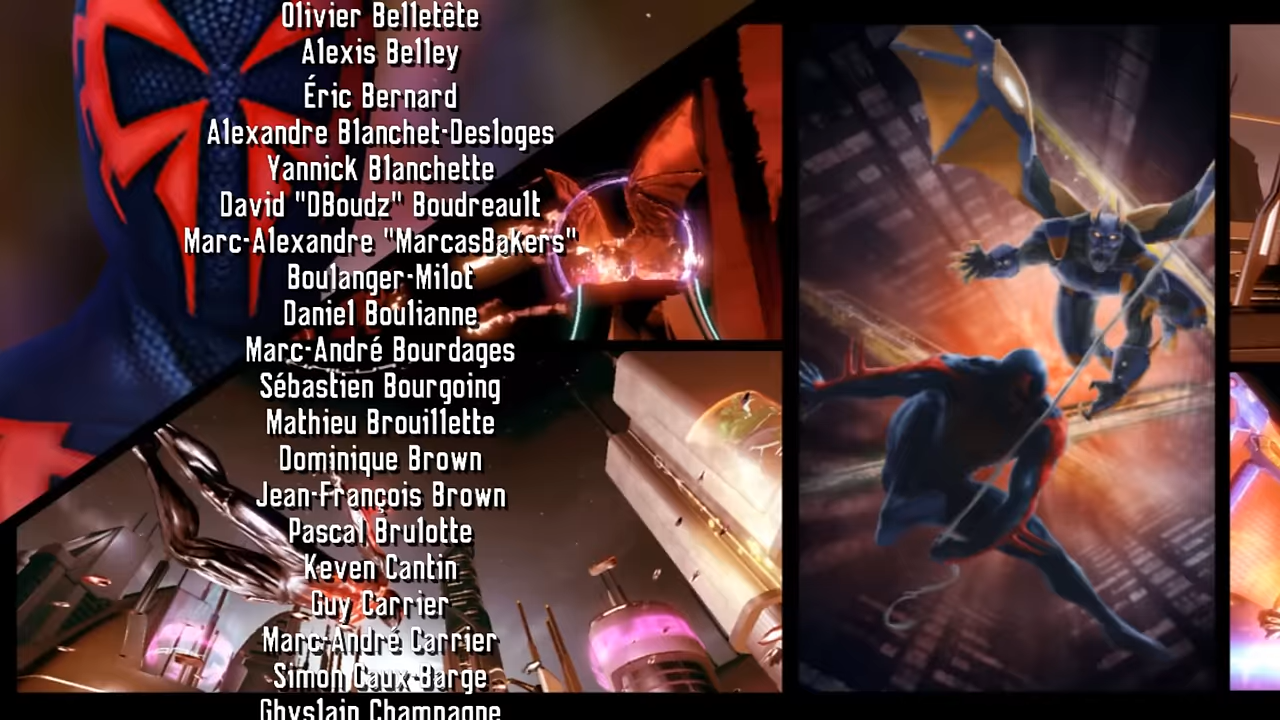 Olivier Belletête
Alexis Belley
Éric Bernard
Alexandre Blanchet-Desloges
Yannick Blanchette
David "DBoudz" Boudreault
Marc-Alexandre "MarcasBakers"
Boulanger-Milot
Daniel Boulianne
Marc-André Bourdages
Sébastien Bourgoing
Mathieu Brouillette
Dominique Brown
Jean-François Brown
Pascal Brulotte
Keven Cantin
Guy Carrier
Marc-André Carrier
Simon Caux-Barge
Ghyslain Champagne